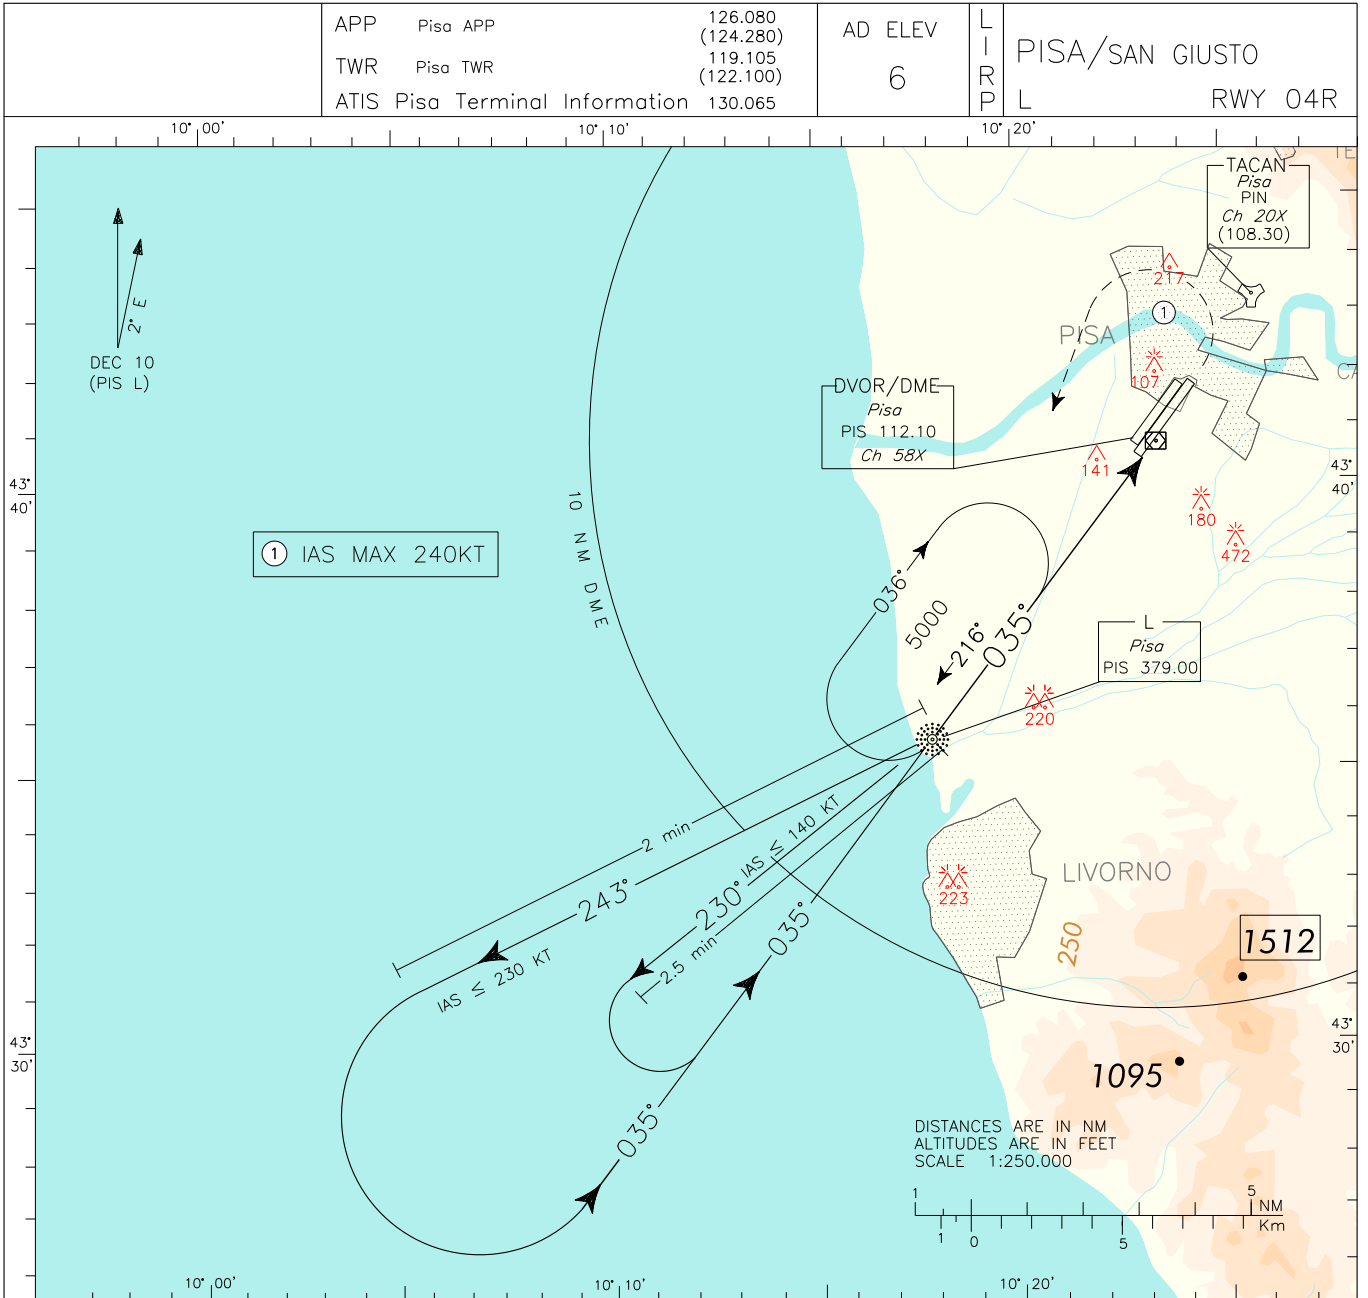 APP Pisa APP 126.080
(124.280)
TWR Pisa TWR 119.105
(122.100)
ATIS Pisa Terminal Information 130.065
AD ELEV
6
LIRP
PISA/SAN GIUSTO
L RWY 04R
10° 00' 10° 10' 10° 20'
TACAN
Pisa
PIN
Ch 20X
(108.30)
2° E
DEC 10
(PIS L)
217
1
PISA
107
DVOR/DME
Pisa
PIS 112.10
Ch 58X
141
43°
40'
43°
40'
180
472
10 NM DME
1 IAS MAX 240KT
036°
5000
216°
035°
L
Pisa
PIS 379.00
220
2 min
IAS ≤ 140 KT
243°
230°
2.5 min
035°
IAS ≤ 230 KT
223
LIVORNO
250
1512
43°
30'
43°
30'
1095
035°
DISTANCES ARE IN NM
ALTITUDES ARE IN FEET
SCALE 1:250.000
1 5 NM
Km
1 0 5
10° 00' 10° 10' 10° 20'